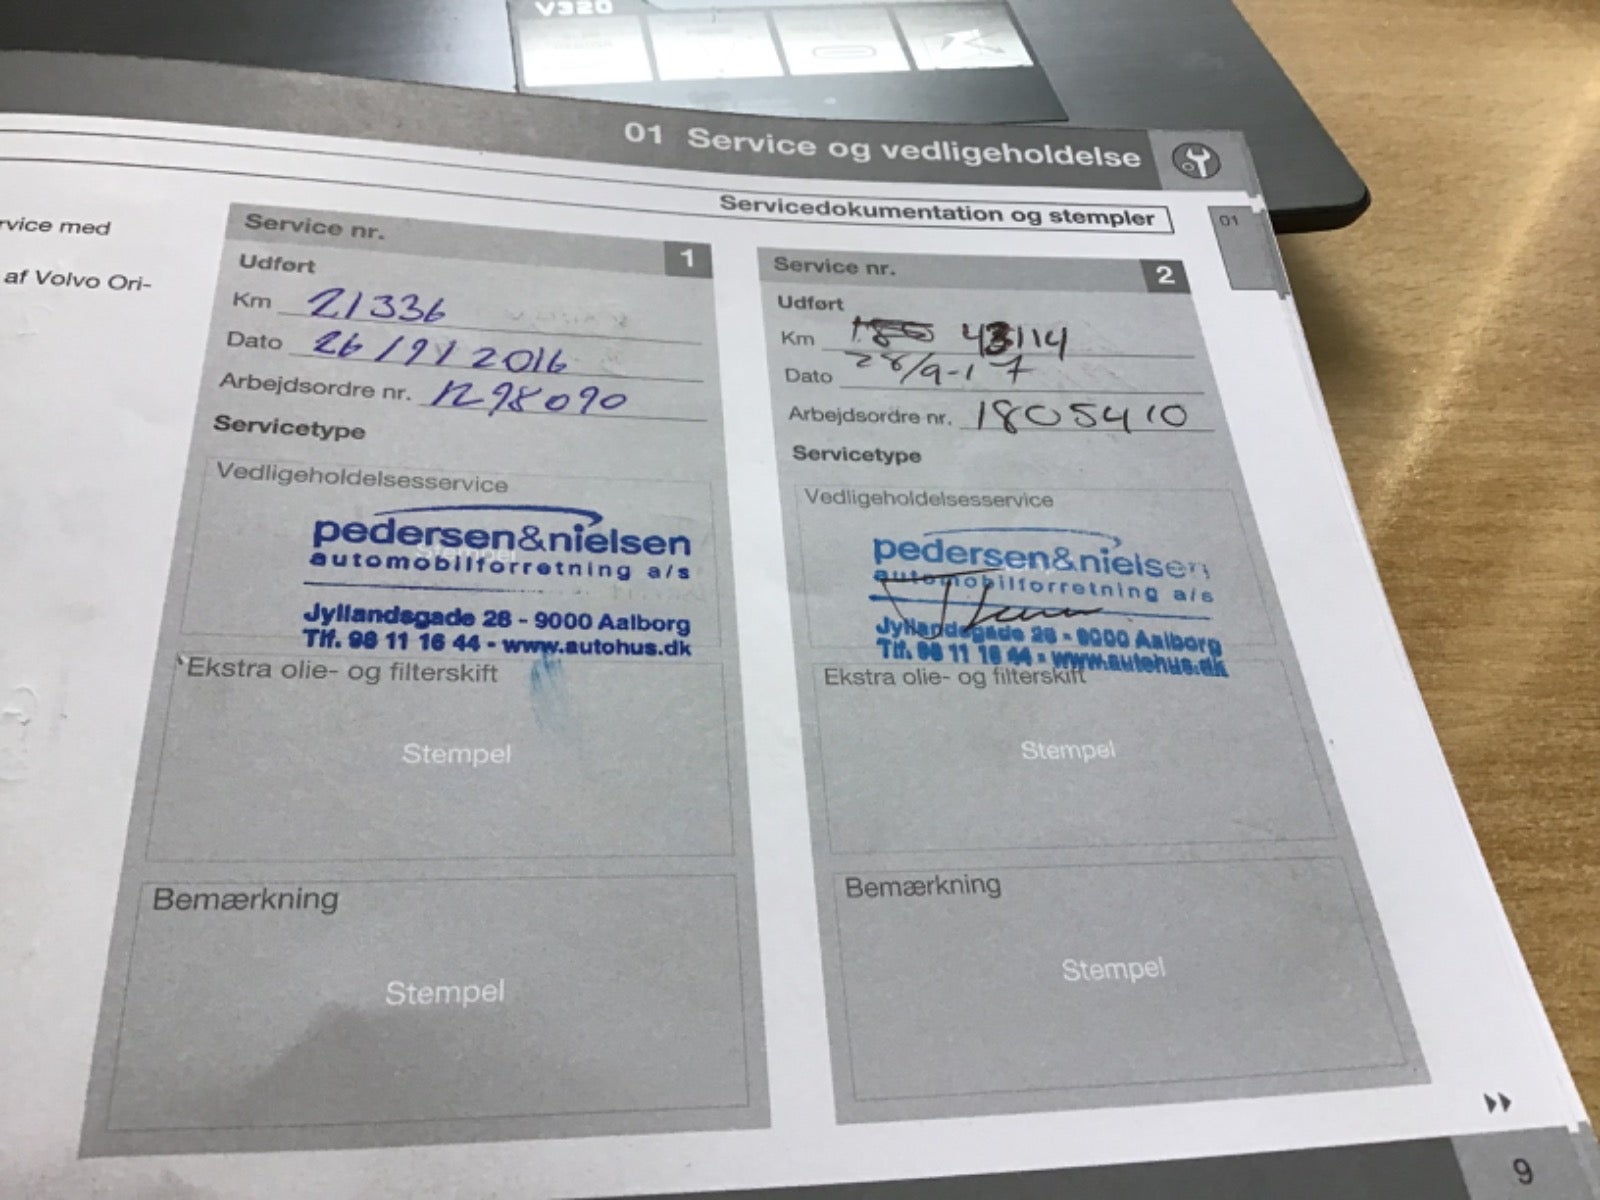 V320
01 Service og vedligeholdelse
Servicedokumentation og stempler
01
rvice med
af Volvo Ori-
Service nr. 1
Udført
Km 21336
Dato 26/9/2016
Arbejdsordre nr. 1298090
Servicetype
Vedligeholdelsesservice
Stempel
pedersen&nielsen
automobilforretning a/s
Jyllandsgade 28 - 9000 Aalborg
Tlf. 98 11 16 44 - www.autohus.dk
Ekstra olie- og filterskift
Stempel
Bemærkning
Stempel
Service nr. 2
Udført
Km 43114
Dato 28/9-17
Arbejdsordre nr. 1805410
Servicetype
Vedligeholdelsesservice
pedersen&nielsen
automobilforretning a/s
Jyllandsgade 28 - 9000 Aalborg
Tlf. 98 11 16 44 - www.autohus.dk
Ekstra olie- og filterskift
Stempel
Bemærkning
Stempel
9